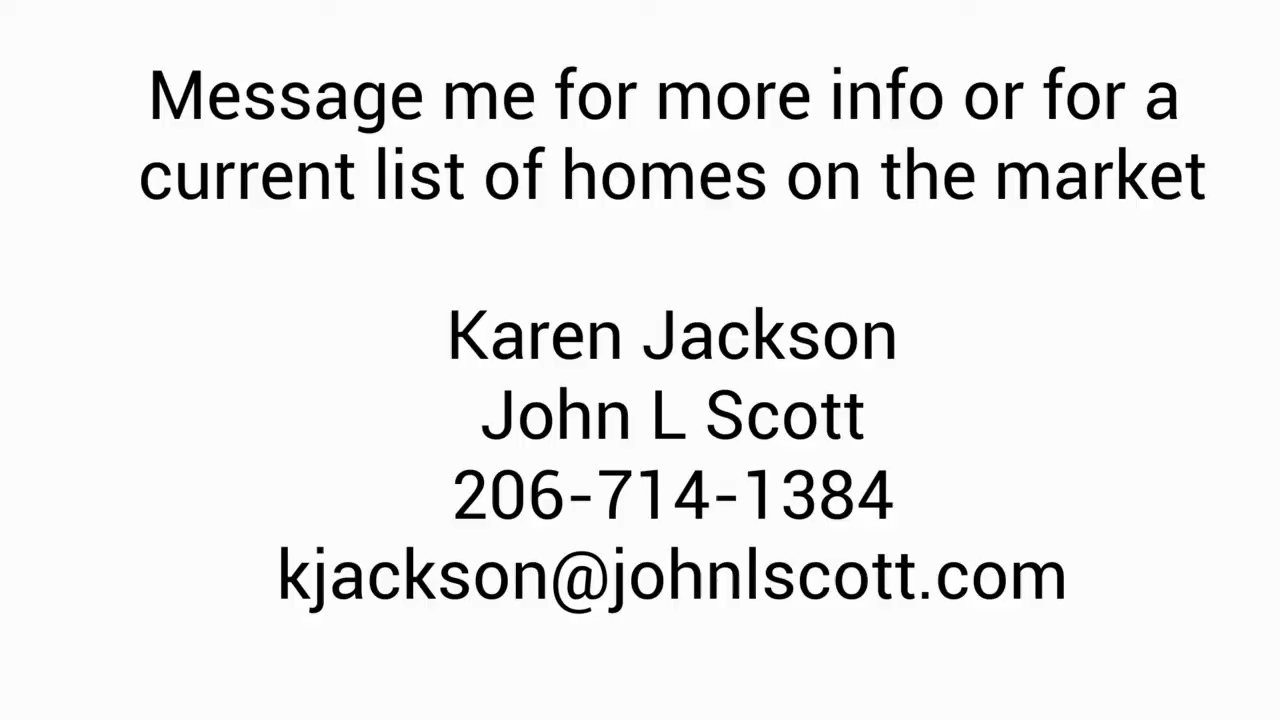 Message me for more info or for a
current list of homes on the market
Karen Jackson
John L Scott
206-714-1384
kjackson@johnlscott.com